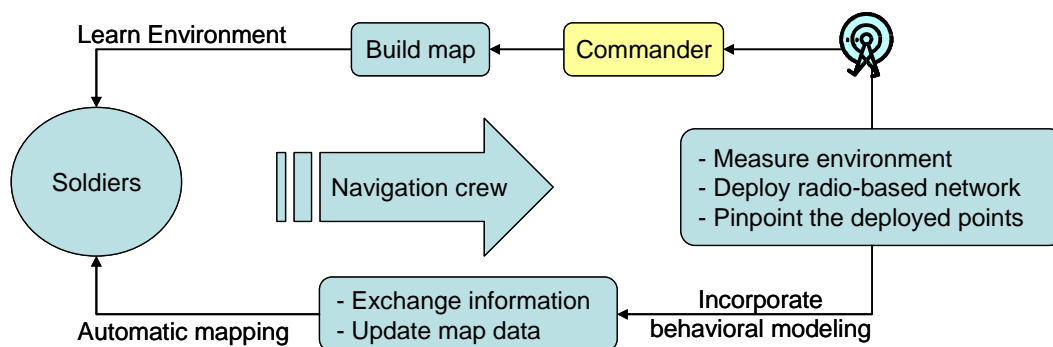 Learn Environment
Build map
Commander
Soldiers
Navigation crew
- Measure environment
- Deploy radio-based network
- Pinpoint the deployed points
- Exchange information
- Update map data
Incorporate
behavioral modeling
Automatic mapping